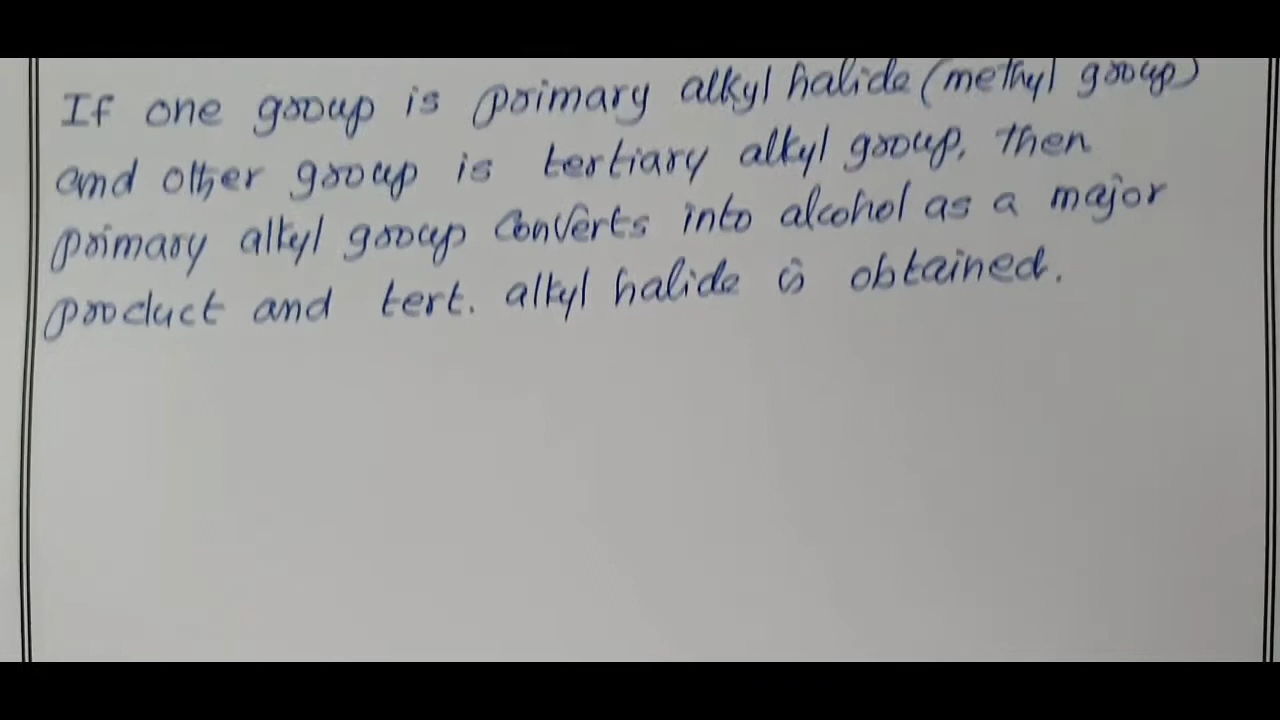 If one group is primary alkyl halide (methyl group)
and other group is tertiary alkyl group, then
primary alkyl group converts into alcohol as a major
product and tert. alkyl halide is obtained.